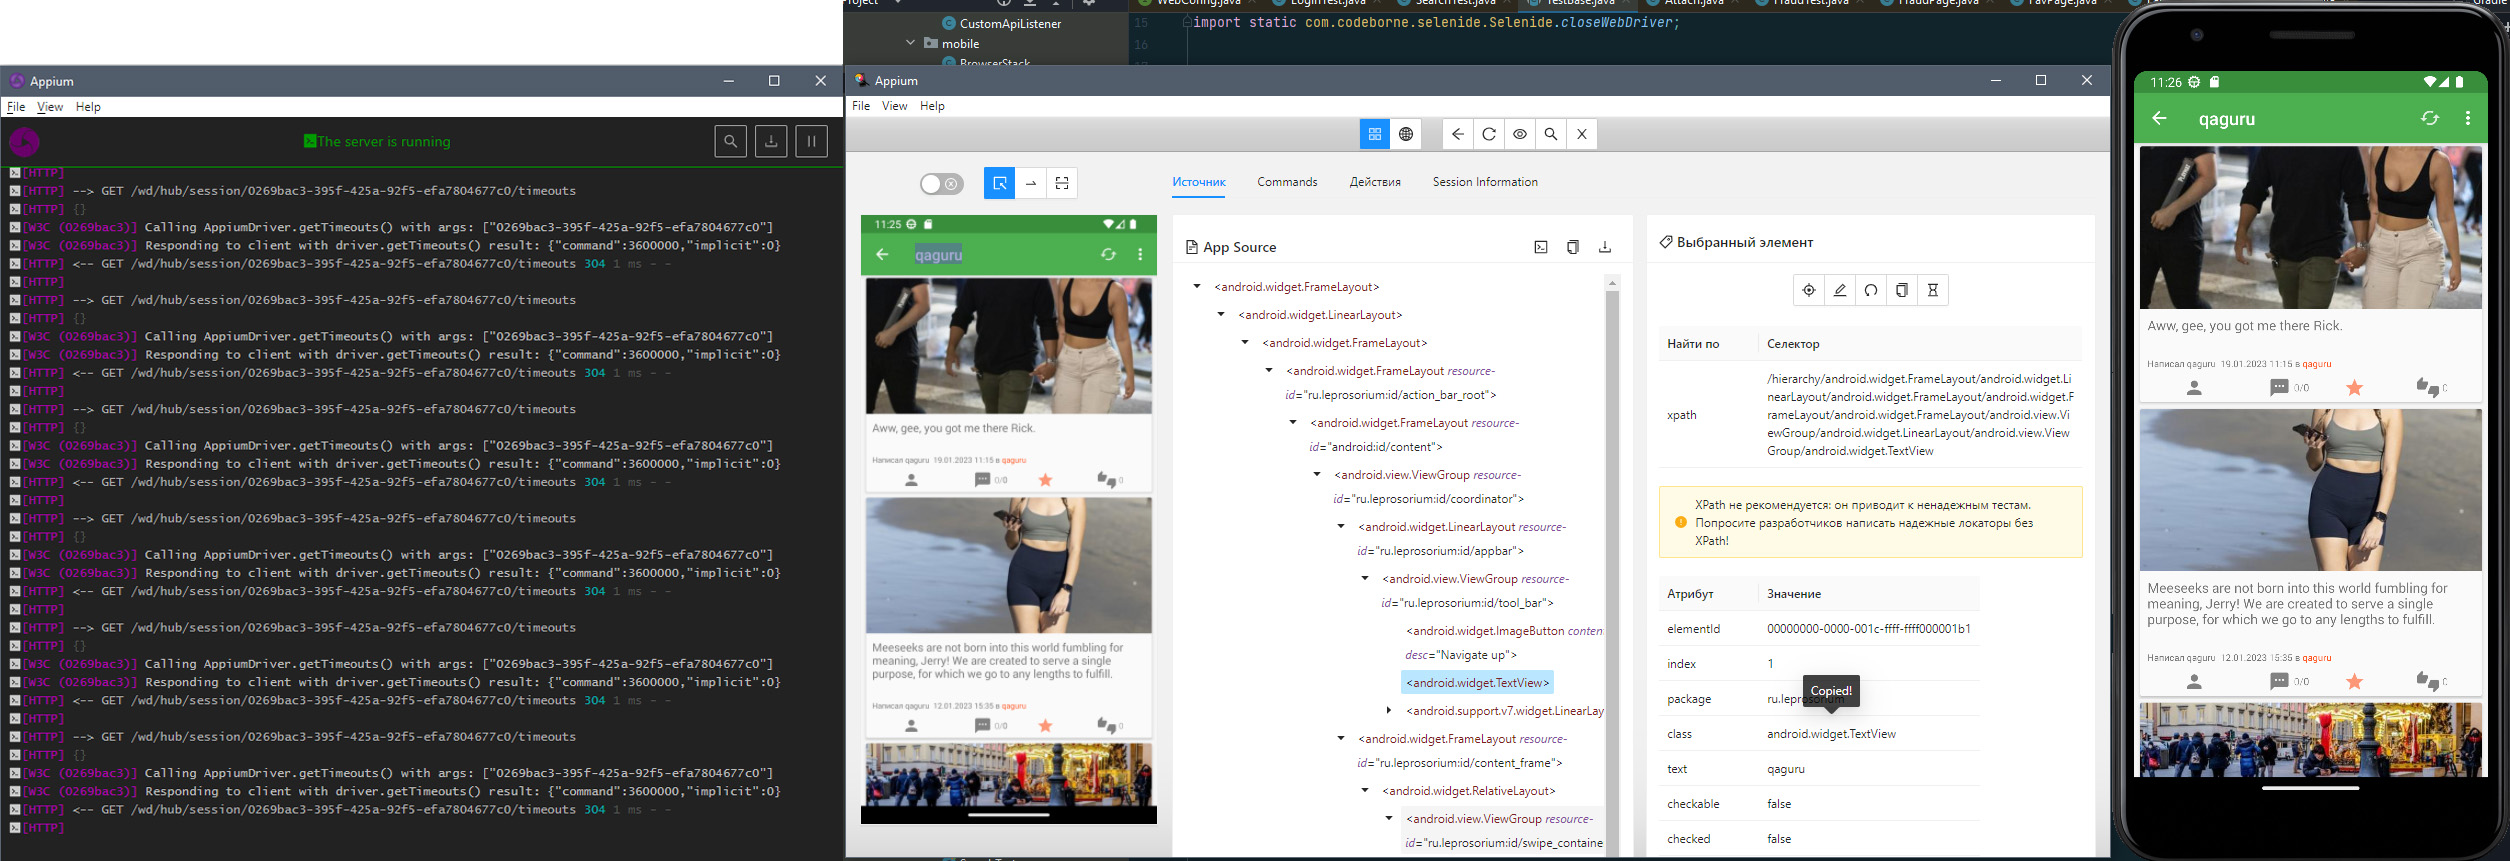 Project
WebConfig.java
LoginTest.java
SearchTest.java
TestBase.java
Attach.java
FraudTest.java
FraudPage.java
FavPage.java
Gradle
CustomApiListener
mobile
BrowserStack
15
import static com.codeborne.selenide.Selenide.closeWebDriver;
16
Appium
File View Help
The server is running
[HTTP]
[HTTP] --> GET /wd/hub/session/0269bac3-395f-425a-92f5-efa7804677c0/timeouts
[HTTP] {}
[W3C (0269bac3)] Calling AppiumDriver.getTimeouts() with args: ["0269bac3-395f-425a-92f5-efa7804677c0"]
[W3C (0269bac3)] Responding to client with driver.getTimeouts() result: {"command":3600000,"implicit":0}
[HTTP] <-- GET /wd/hub/session/0269bac3-395f-425a-92f5-efa7804677c0/timeouts 304 1 ms - -
[HTTP]
[HTTP] --> GET /wd/hub/session/0269bac3-395f-425a-92f5-efa7804677c0/timeouts
[HTTP] {}
[W3C (0269bac3)] Calling AppiumDriver.getTimeouts() with args: ["0269bac3-395f-425a-92f5-efa7804677c0"]
[W3C (0269bac3)] Responding to client with driver.getTimeouts() result: {"command":3600000,"implicit":0}
[HTTP] <-- GET /wd/hub/session/0269bac3-395f-425a-92f5-efa7804677c0/timeouts 304 1 ms - -
[HTTP]
[HTTP] --> GET /wd/hub/session/0269bac3-395f-425a-92f5-efa7804677c0/timeouts
[HTTP] {}
[W3C (0269bac3)] Calling AppiumDriver.getTimeouts() with args: ["0269bac3-395f-425a-92f5-efa7804677c0"]
[W3C (0269bac3)] Responding to client with driver.getTimeouts() result: {"command":3600000,"implicit":0}
[HTTP] <-- GET /wd/hub/session/0269bac3-395f-425a-92f5-efa7804677c0/timeouts 304 1 ms - -
[HTTP]
[HTTP] --> GET /wd/hub/session/0269bac3-395f-425a-92f5-efa7804677c0/timeouts
[HTTP] {}
[W3C (0269bac3)] Calling AppiumDriver.getTimeouts() with args: ["0269bac3-395f-425a-92f5-efa7804677c0"]
[W3C (0269bac3)] Responding to client with driver.getTimeouts() result: {"command":3600000,"implicit":0}
[HTTP] <-- GET /wd/hub/session/0269bac3-395f-425a-92f5-efa7804677c0/timeouts 304 1 ms - -
[HTTP]
[HTTP] --> GET /wd/hub/session/0269bac3-395f-425a-92f5-efa7804677c0/timeouts
[HTTP] {}
[W3C (0269bac3)] Calling AppiumDriver.getTimeouts() with args: ["0269bac3-395f-425a-92f5-efa7804677c0"]
[W3C (0269bac3)] Responding to client with driver.getTimeouts() result: {"command":3600000,"implicit":0}
[HTTP] <-- GET /wd/hub/session/0269bac3-395f-425a-92f5-efa7804677c0/timeouts 304 1 ms - -
[HTTP]
[HTTP] --> GET /wd/hub/session/0269bac3-395f-425a-92f5-efa7804677c0/timeouts
[HTTP] {}
[W3C (0269bac3)] Calling AppiumDriver.getTimeouts() with args: ["0269bac3-395f-425a-92f5-efa7804677c0"]
[W3C (0269bac3)] Responding to client with driver.getTimeouts() result: {"command":3600000,"implicit":0}
[HTTP] <-- GET /wd/hub/session/0269bac3-395f-425a-92f5-efa7804677c0/timeouts 304 1 ms - -
[HTTP]
Appium
File View Help
Источник Commands Действия Session Information
11:25
qaguru
Aww, gee, you got me there Rick.
Написал qaguru 19.01.2023 11:15 в qaguru
0/0 0
Meeseeks are not born into this world fumbling for
meaning, Jerry! We are created to serve a single
purpose, for which we go to any lengths to fulfill.
Написал qaguru 12.01.2023 15:35 в qaguru
0/0 0
App Source
<android.widget.FrameLayout>
<android.widget.LinearLayout>
<android.widget.FrameLayout>
<android.widget.FrameLayout resource-
id="ru.leprosorium:id/action_bar_root">
<android.widget.FrameLayout resource-
id="android:id/content">
<android.view.ViewGroup resource-
id="ru.leprosorium:id/coordinator">
<android.widget.LinearLayout resource-
id="ru.leprosorium:id/appbar">
<android.view.ViewGroup resource-
id="ru.leprosorium:id/tool_bar">
<android.widget.ImageButton conten
desc="Navigate up">
<android.widget.TextView>
<android.support.v7.widget.LinearLay
<android.widget.FrameLayout resource-
id="ru.leprosorium:id/content_frame">
<android.widget.RelativeLayout>
<android.view.ViewGroup resource-
id="ru.leprosorium:id/swipe_containe
Выбранный элемент
Найти по Селектор
xpath
/hierarchy/android.widget.FrameLayout/android.widget.Li
nearLayout/android.widget.FrameLayout/android.widget.F
rameLayout/android.widget.FrameLayout/android.view.Vi
ewGroup/android.widget.LinearLayout/android.view.View
Group/android.widget.TextView
XPath не рекомендуется: он приводит к ненадежным тестам.
Попросите разработчиков написать надежные локаторы без
XPath!
Атрибут Значение
elementId 00000000-0000-001c-ffff-ffff000001b1
index 1
Copied!
package ru.leprosorium
class android.widget.TextView
text qaguru
checkable false
checked false
11:26
qaguru
Aww, gee, you got me there Rick.
Написал qaguru 19.01.2023 11:15 в qaguru
0/0 0
Meeseeks are not born into this world fumbling for
meaning, Jerry! We are created to serve a single
purpose, for which we go to any lengths to fulfill.
Написал qaguru 12.01.2023 15:35 в qaguru
0/0 0